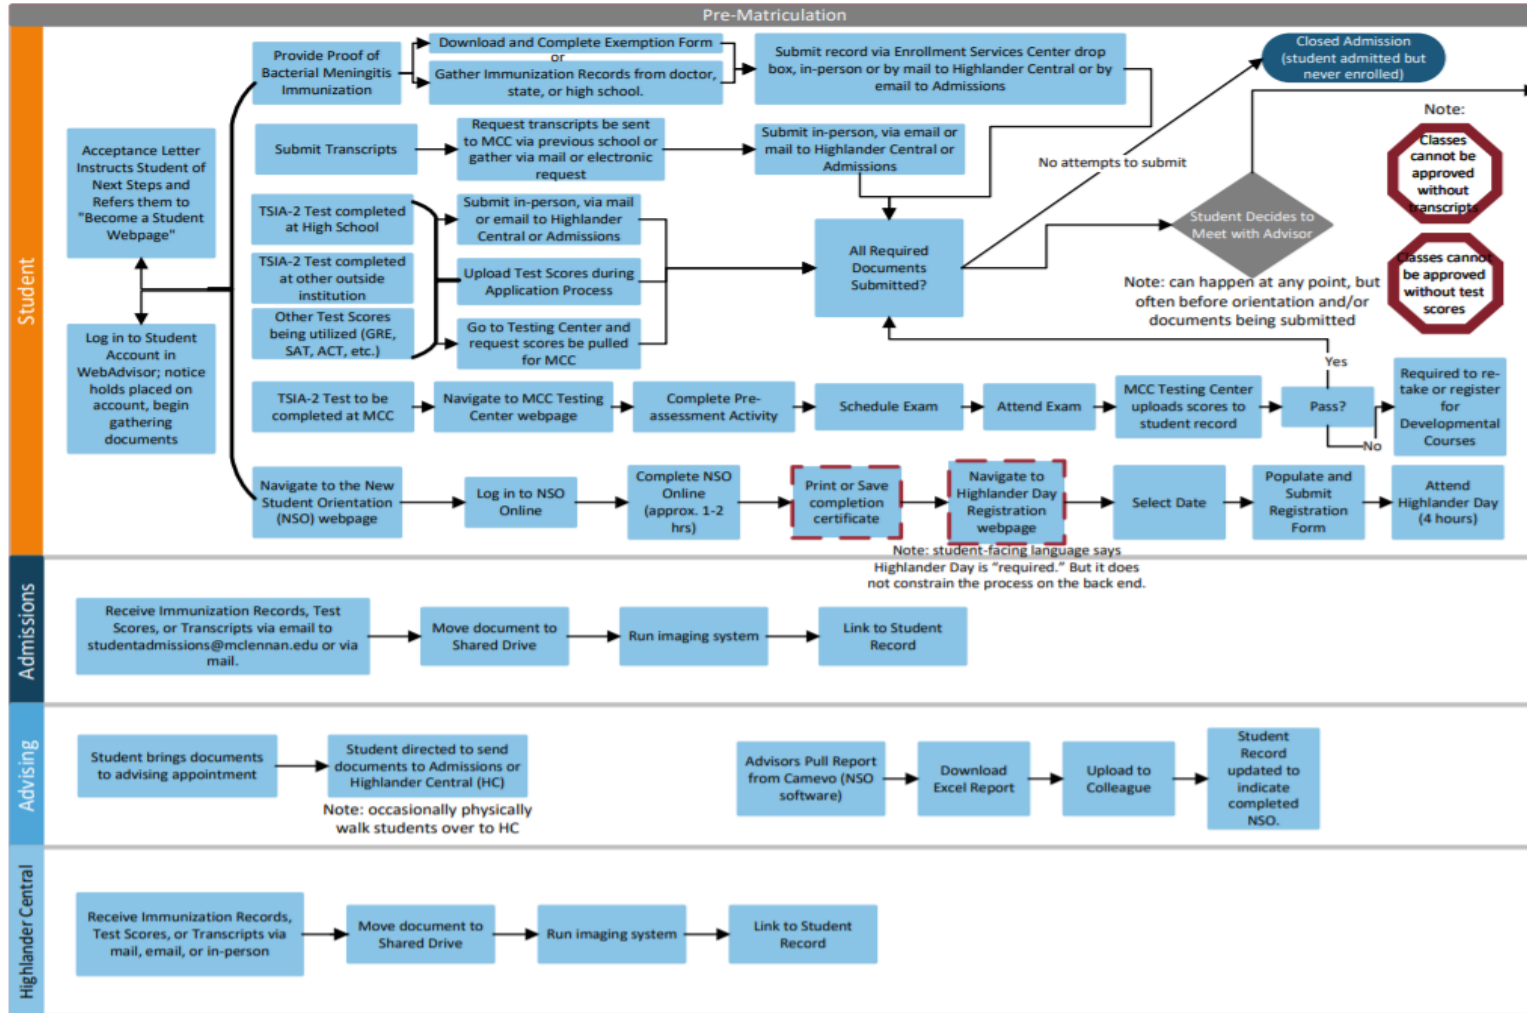 Pre-Matriculation
Student
Acceptance Letter
Instructs Student of
Next Steps and
Refers them to
"Become a Student
Webpage"
Log in to Student
Account in
WebAdvisor; notice
holds placed on
account, begin
gathering
documents
Provide Proof of
Bacterial Meningitis
Immunization
Download and Complete Exemption Form
or
Gather Immunization Records from doctor,
state, or high school.
Submit record via Enrollment Services Center drop
box, in-person or by mail to Highlander Central or by
email to Admissions
Closed Admission
(student admitted but
never enrolled)
Submit Transcripts
Request transcripts be sent
to MCC via previous school or
gather via mail or electronic
request
Submit in-person, via email or
mail to Highlander Central or
Admissions
No attempts to submit
Note:
Classes
cannot be
approved
without
transcripts
Classes cannot
be approved
without test
scores
TSIA-2 Test completed
at High School
TSIA-2 Test completed
at other outside
institution
Other Test Scores
being utilized (GRE,
SAT, ACT, etc.)
Submit in-person, via mail
or email to Highlander
Central or Admissions
Upload Test Scores during
Application Process
Go to Testing Center and
request scores be pulled
for MCC
All Required
Documents
Submitted?
Student Decides to
Meet with Advisor
Note: can happen at any point, but
often before orientation and/or
documents being submitted
TSIA-2 Test to be
completed at MCC
Navigate to MCC Testing
Center webpage
Complete Pre-
assessment Activity
Schedule Exam
Attend Exam
MCC Testing Center
uploads scores to
student record
Pass?
Yes
No
Required to re-
take or register
for
Developmental
Courses
Navigate to the New
Student Orientation
(NSO) webpage
Log in to NSO
Online
Complete NSO
Online
(approx. 1-2
hrs)
Print or Save
completion
certificate
Navigate to
Highlander Day
Registration
webpage
Select Date
Populate and
Submit
Registration
Form
Attend
Highlander Day
(4 hours)
Note: student-facing language says
Highlander Day is “required.” But it does
not constrain the process on the back end.
Admissions
Receive Immunization Records, Test
Scores, or Transcripts via email to
studentadmissions@mclennan.edu or via
mail.
Move document to
Shared Drive
Run imaging system
Link to Student
Record
Advising
Student brings documents
to advising appointment
Student directed to send
documents to Admissions or
Highlander Central (HC)
Note: occasionally physically
walk students over to HC
Advisors Pull Report
from Camevo (NSO
software)
Download
Excel Report
Upload to
Colleague
Student
Record
updated to
indicate
completed
NSO.
Highlander Central
Receive Immunization Records,
Test Scores, or Transcripts via
mail, email, or in-person
Move document to
Shared Drive
Run imaging system
Link to Student
Record